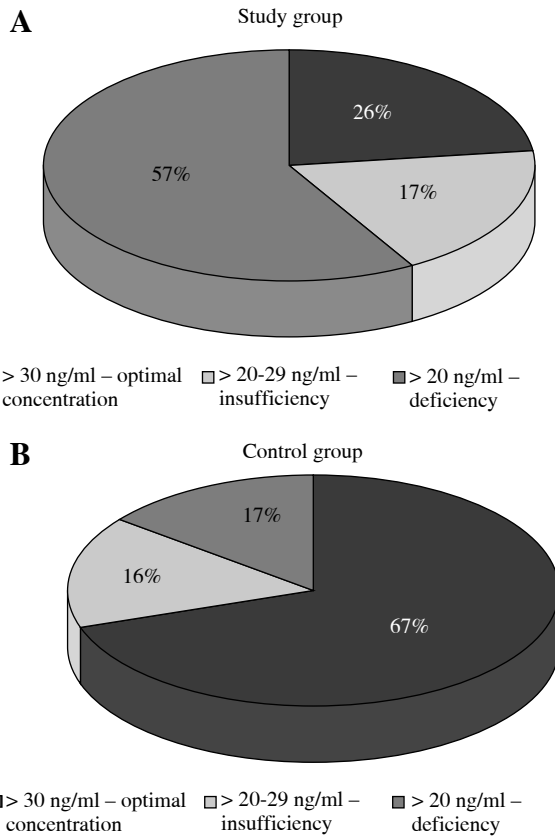 A
Study group
26%
57%
17%
> 30 ng/ml – optimal concentration
> 20-29 ng/ml – insufficiency
> 20 ng/ml – deficiency
B
Control group
17%
16%
67%
> 30 ng/ml – optimal concentration
> 20-29 ng/ml – insufficiency
> 20 ng/ml – deficiency